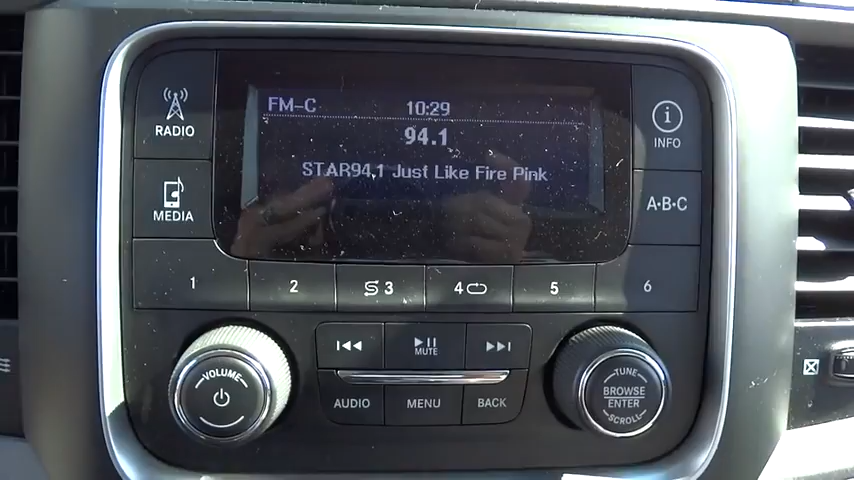 FM-C 10:29
94.1
STAR94.1 Just Like Fire Pink
RADIO
MEDIA
i
INFO
A•B•C
1 2 3 4 5 6
VOLUME
MUTE
AUDIO MENU BACK
TUNE
BROWSE
ENTER
SCROLL